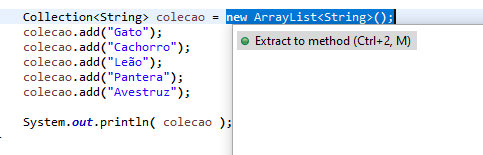 Collection<String> colecao = new ArrayList<String>();
colecao.add("Gato");
colecao.add("Cachorro");
colecao.add("Leão");
colecao.add("Pantera");
colecao.add("Avestruz");
System.out.println( colecao );
Extract to method (Ctrl+2, M)